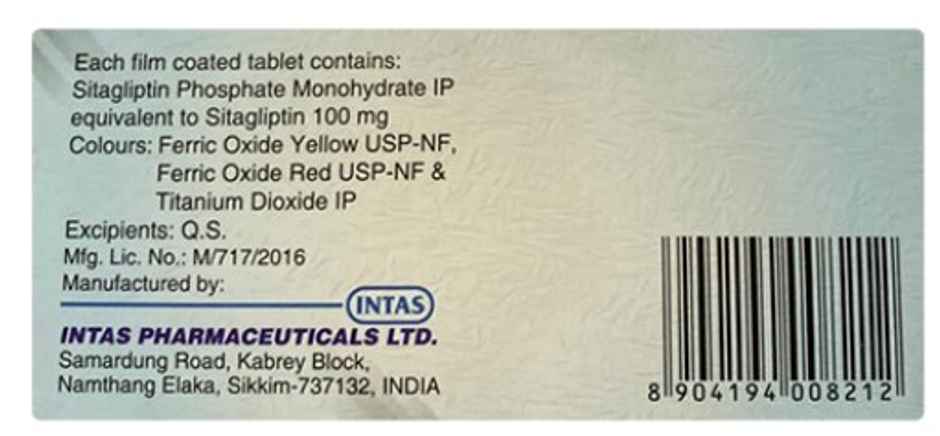 Each film coated tablet contains:
Sitagliptin Phosphate Monohydrate IP
equivalent to Sitagliptin 100 mg
Colours: Ferric Oxide Yellow USP-NF,
Ferric Oxide Red USP-NF &
Titanium Dioxide IP
Excipients: Q.S.
Mfg. Lic. No.: M/717/2016
Manufactured by:
INTAS
INTAS PHARMACEUTICALS LTD.
Samardung Road, Kabrey Block,
Namthang Elaka, Sikkim-737132, INDIA
8 904194 008212